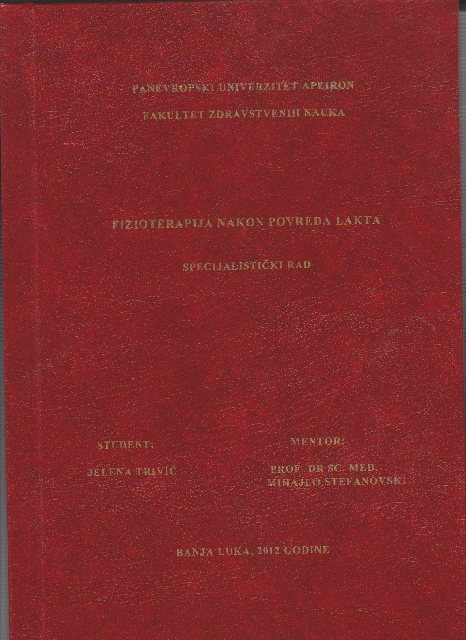 PANEVROPSKI UNIVERZITET APEIRON
FAKULTET ZDRAVSTVENIH NAUKA
FIZIOTERAPIJA NAKON POVREDA LAKTA
SPECIJALISTIČKI RAD
STUDENT:
JELENA TRIVIĆ
MENTOR:
PROF. DR SC. MED.
MIHAJLO STEFANOVSKI
BANJA LUKA, 2012 GODINE